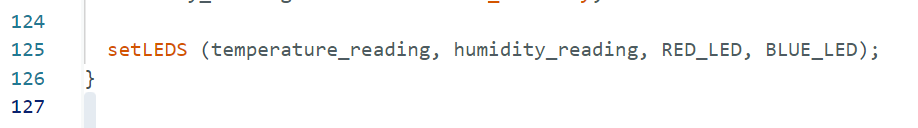 124
125 setLEDS (temperature_reading, humidity_reading, RED_LED, BLUE_LED);
126 }
127